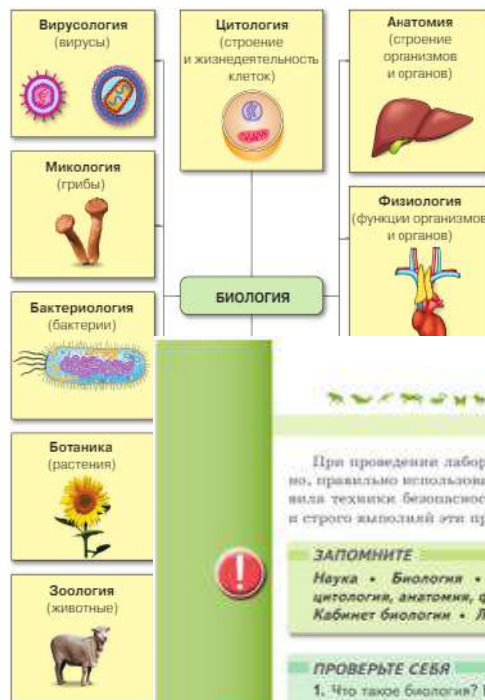 Вирусология
(вирусы)
Цитология
(строение
и жизнедеятельность
клеток)
Анатомия
(строение
организмов
и органов)
Микология
(грибы)
Физиология
(функции организмов
и органов)
БИОЛОГИЯ
Бактериология
(бактерии)
Ботаника
(растения)
Зоология
(животные)
При проведении лабор
но, правильно использова
вила техники безопаснос
и строго выполняй эти пр
ЗАПОМНИТЕ
Наука • Биология •
цитология, анатомия, ф
Кабинет биологии • Л
ПРОВЕРЬТЕ СЕБЯ
1. Что такое биология?